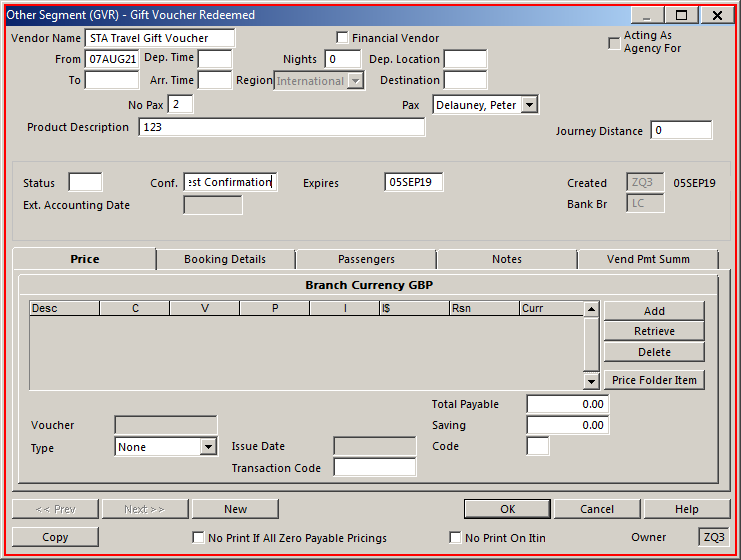 Other Segment (GVR) - Gift Voucher Redeemed
Vendor Name STA Travel Gift Voucher Financial Vendor Acting As
Agency For
From 07AUG21 Dep. Time Nights 0 Dep. Location
To Arr. Time Region International Destination
No Pax 2 Pax Delauney, Peter
Product Description 123 Journey Distance 0
Status Conf. est Confirmation Expires 05SEP19 Created ZQ3 05SEP19
Ext. Accounting Date Bank Br LC
Price Booking Details Passengers Notes Vend Pmt Summ
Branch Currency GBP
Desc C V P I I$ Rsn Curr
Add
Retrieve
Delete
Price Folder Item
Total Payable 0.00
Voucher Saving 0.00
Type None Issue Date Code
Transaction Code
<< Prev Next >> New OK Cancel Help
Copy No Print If All Zero Payable Pricings No Print On Itin Owner ZQ3